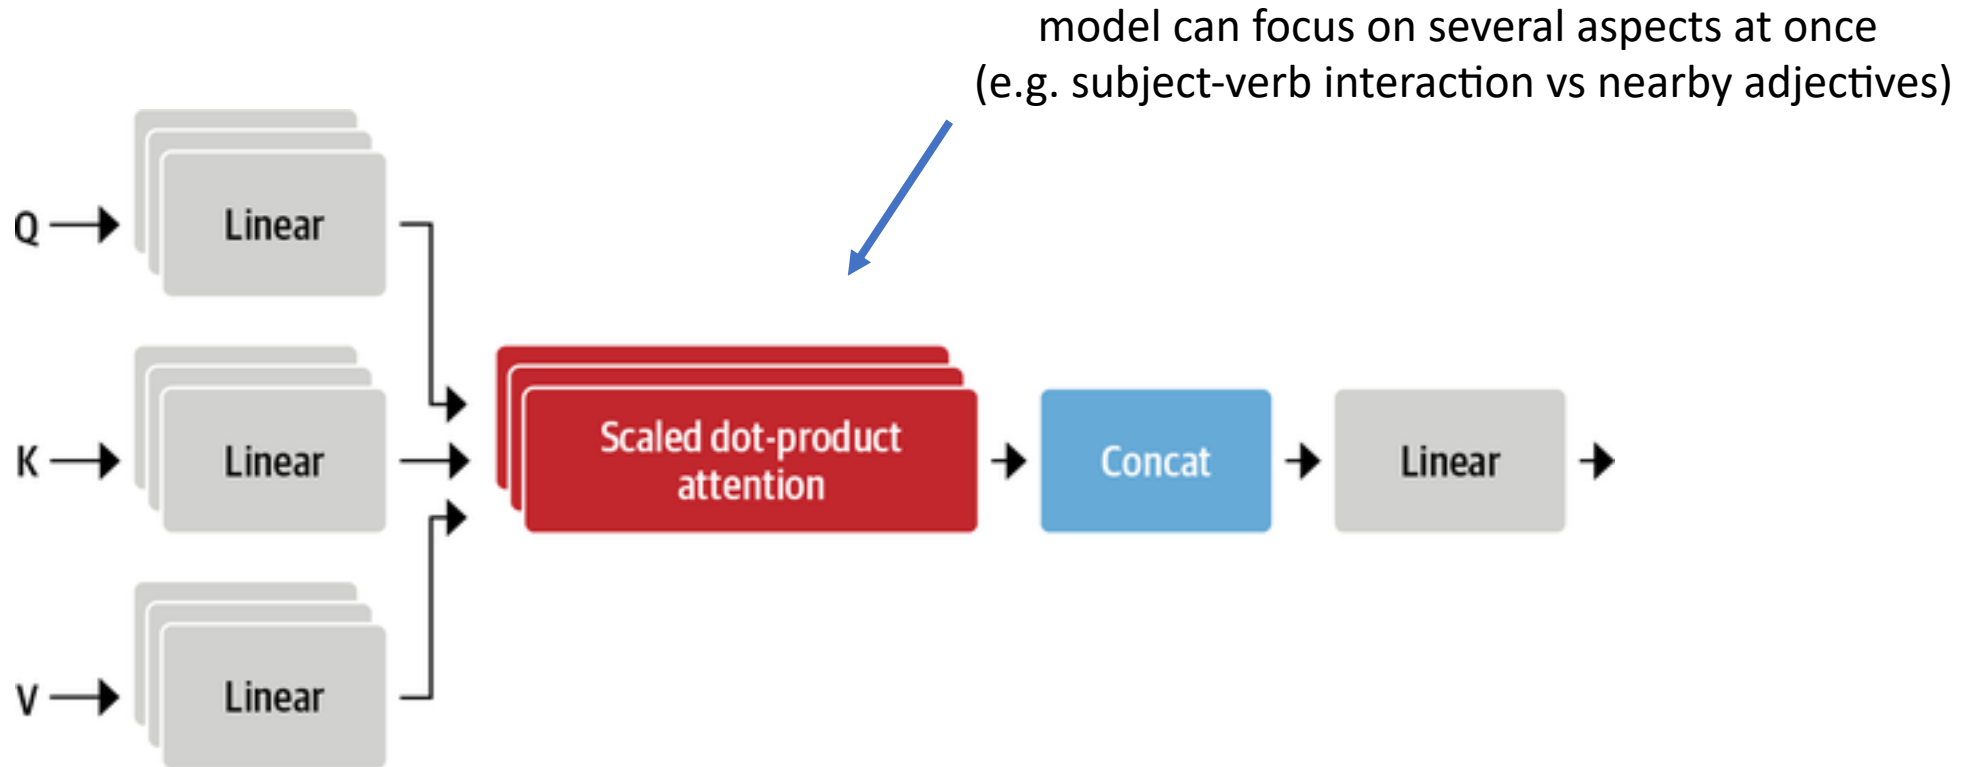 model can focus on several aspects at once
(e.g. subject-verb interaction vs nearby adjectives)
Q
Linear
K
Linear
Scaled dot-product
attention
Concat
Linear
V
Linear